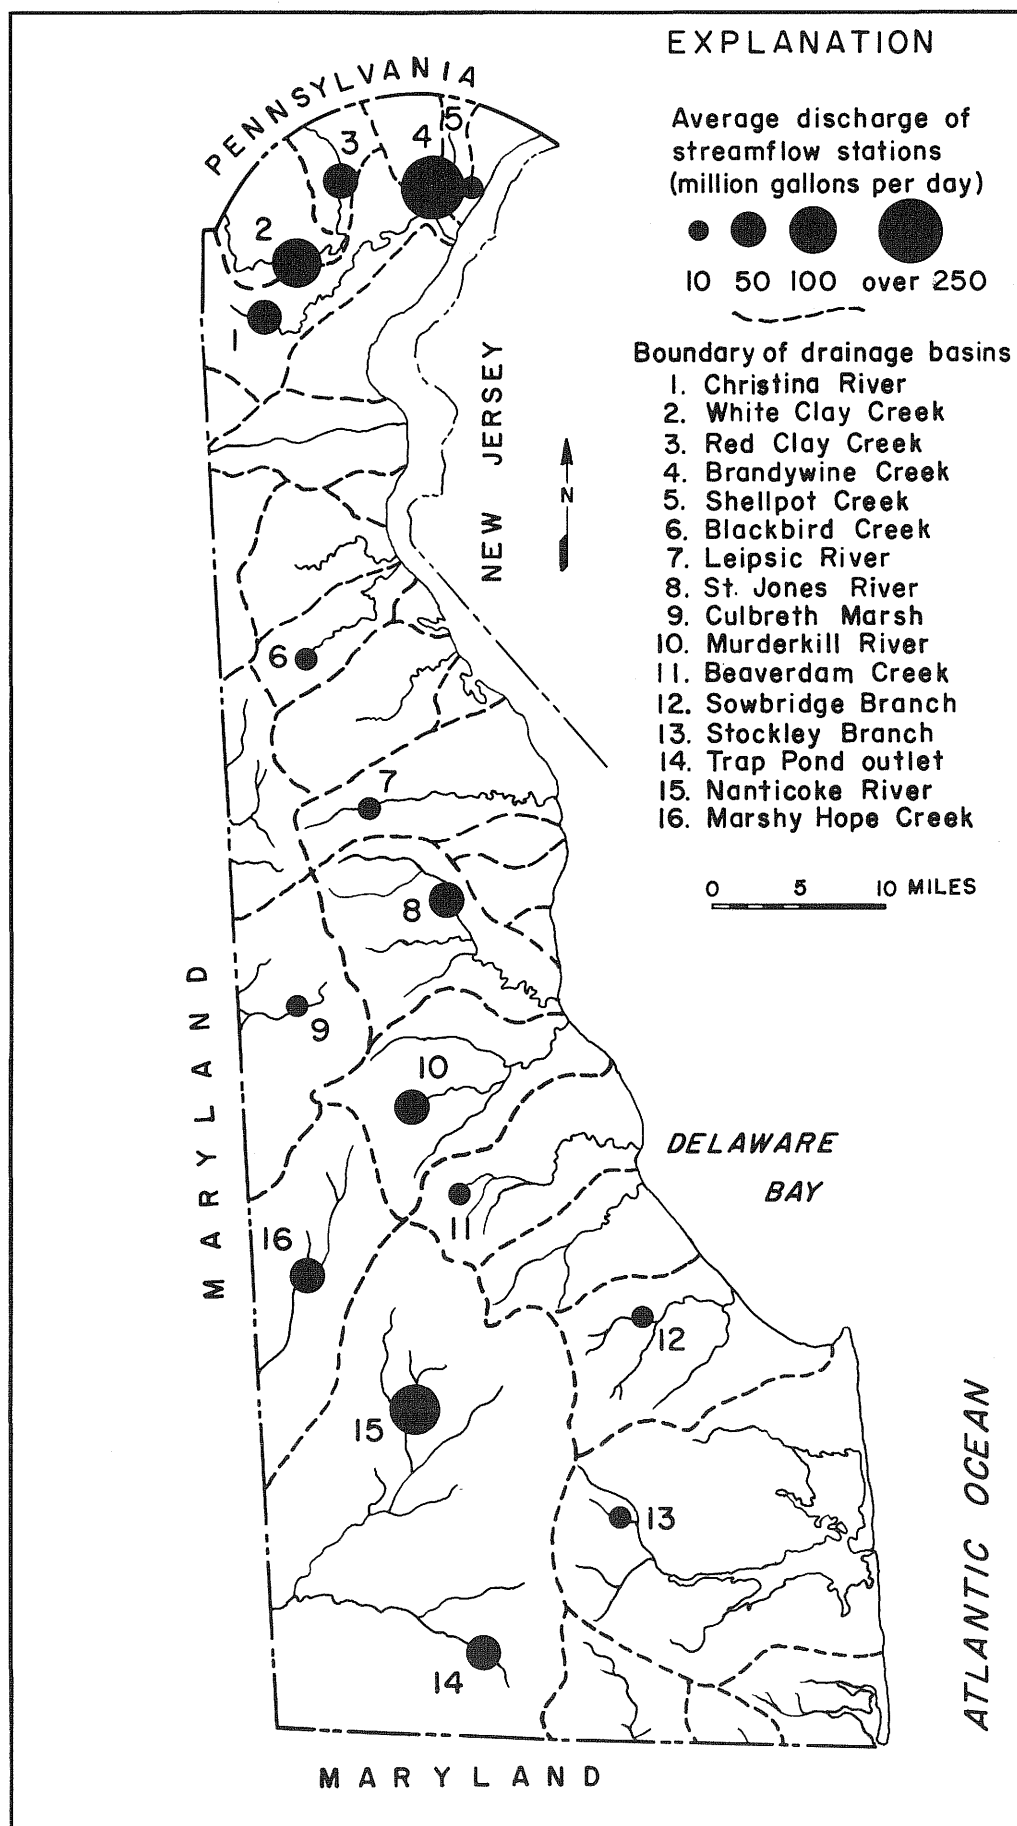 EXPLANATION
Average discharge of
streamflow stations
(million gallons per day)
10 50 100 over 250
Boundary of drainage basins
1. Christina River
2. White Clay Creek
3. Red Clay Creek
4. Brandywine Creek
5. Shellpot Creek
6. Blackbird Creek
7. Leipsic River
8. St. Jones River
9. Culbreth Marsh
10. Murderkill River
11. Beaverdam Creek
12. Sowbridge Branch
13. Stockley Branch
14. Trap Pond outlet
15. Nanticoke River
16. Marshy Hope Creek
0 5 10 MILES
PENNSYLVANIA
5
3
4
2
1
NEW JERSEY
N
6
7
8
MARYLAND
9
10
DELAWARE
BAY
11
16
12
15
13
ATLANTIC OCEAN
14
MARYLAND